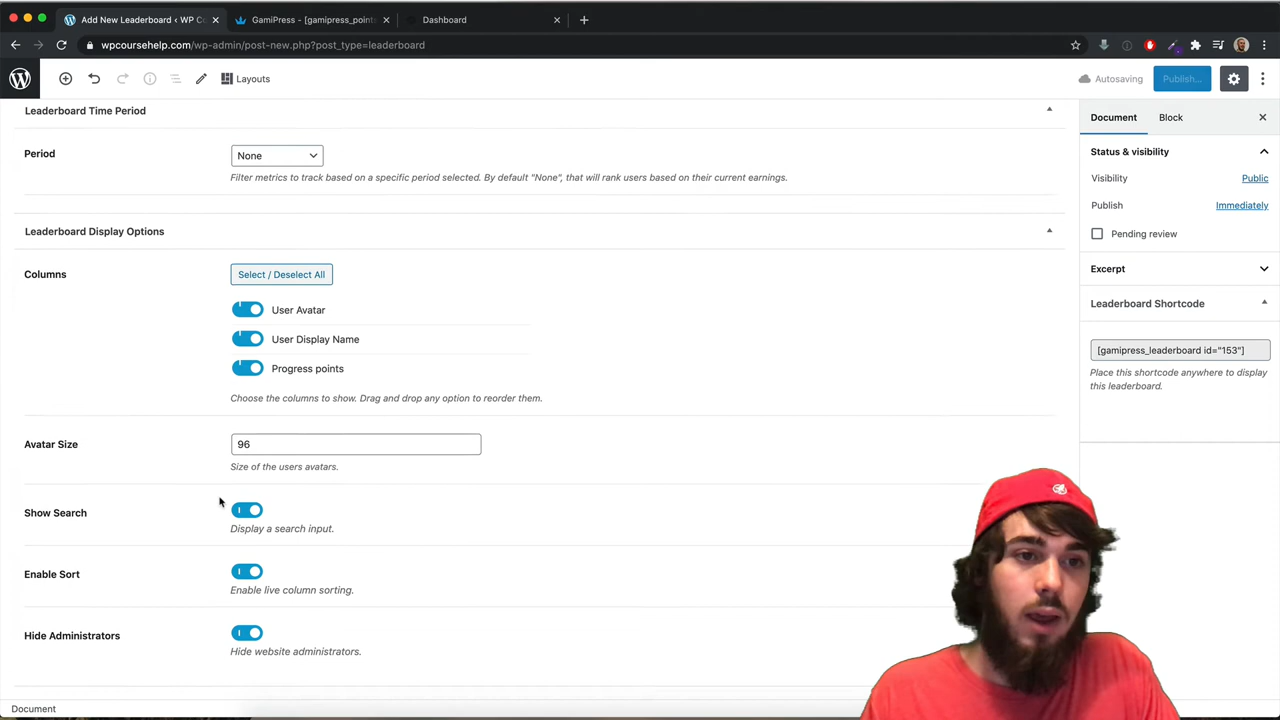 Add New Leaderboard ‹ WP Co
GamiPress - [gamipress_points
Dashboard
wpcoursehelp.com/wp-admin/post-new.php?post_type=leaderboard
Layouts
Autosaving
Publish...
Leaderboard Time Period
Period
None
Filter metrics to track based on a specific period selected. By default "None", that will rank users based on their current earnings.
Leaderboard Display Options
Columns
Select / Deselect All
User Avatar
User Display Name
Progress points
Choose the columns to show. Drag and drop any option to reorder them.
Avatar Size
96
Size of the users avatars.
Show Search
Display a search input.
Enable Sort
Enable live column sorting.
Hide Administrators
Hide website administrators.
Document
Document
Block
Status & visibility
Visibility
Public
Publish
Immediately
Pending review
Excerpt
Leaderboard Shortcode
[gamipress_leaderboard id="153"]
Place this shortcode anywhere to display
this leaderboard.